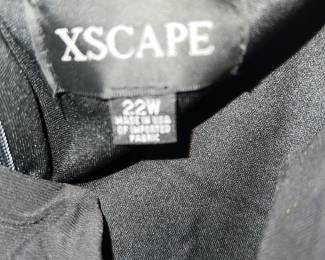 XSCAPE
22W
MADE IN USA
OF IMPORTED
FABRIC